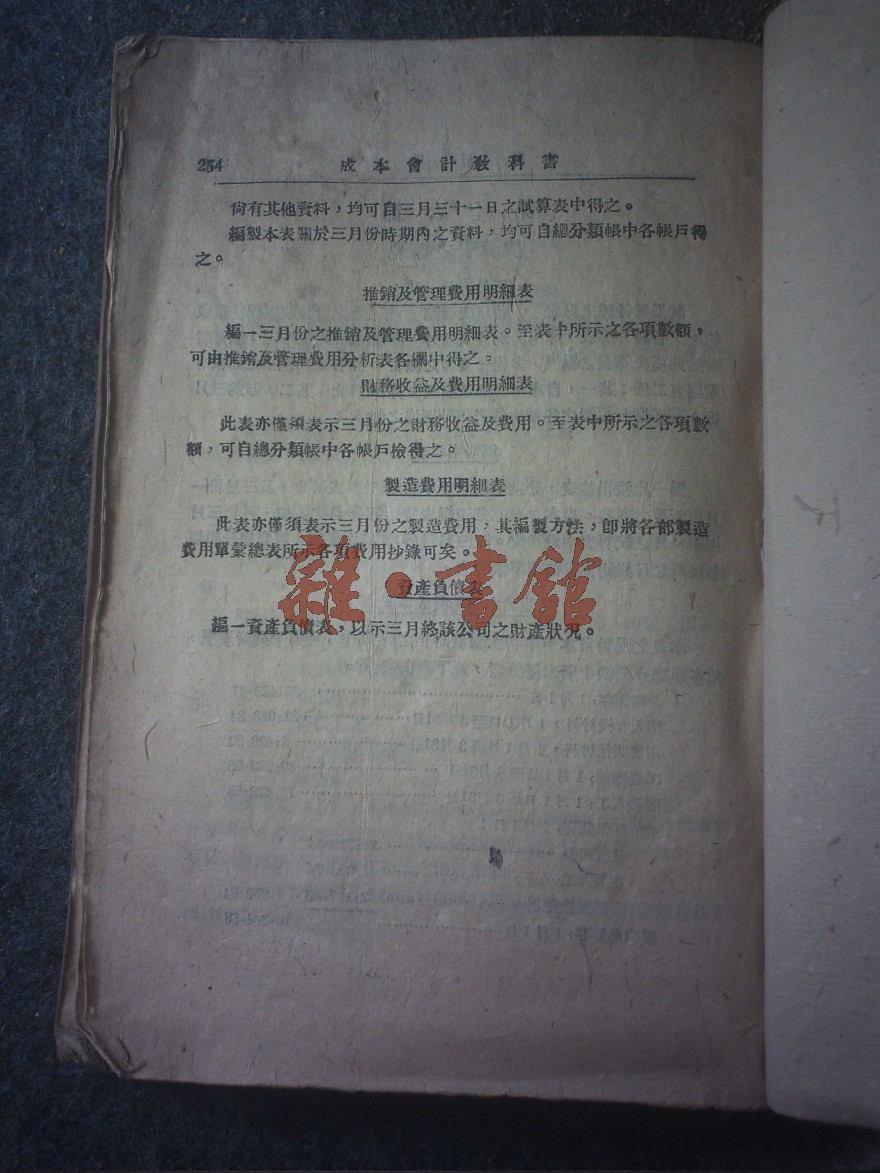 254 成本會計教科書
尙有其他資料，均可自三月三十一日之試算表中得之。
編製本表關於三月份時期內之資料，均可自總分類帳中各帳戶得
之。
推銷及管理費用明細表
編一三月份之推銷及管理費用明細表。至表中所示之各項數額，
可由推銷及管理費用分析表各欄中得之。
財務收益及費用明細表
此表亦僅須表示三月份之財務收益及費用。至表中所示之各項數
額，可自總分類帳中各帳戶檢得之。
製造費用明細表
此表亦僅須表示三月份之製造費用，其編製方法，卽將各部製造
費用單彙總表所示各項費用抄錄可矣。
資產負債表
雜·書館
編一資產負債表，以示三月終該公司之財產狀况。